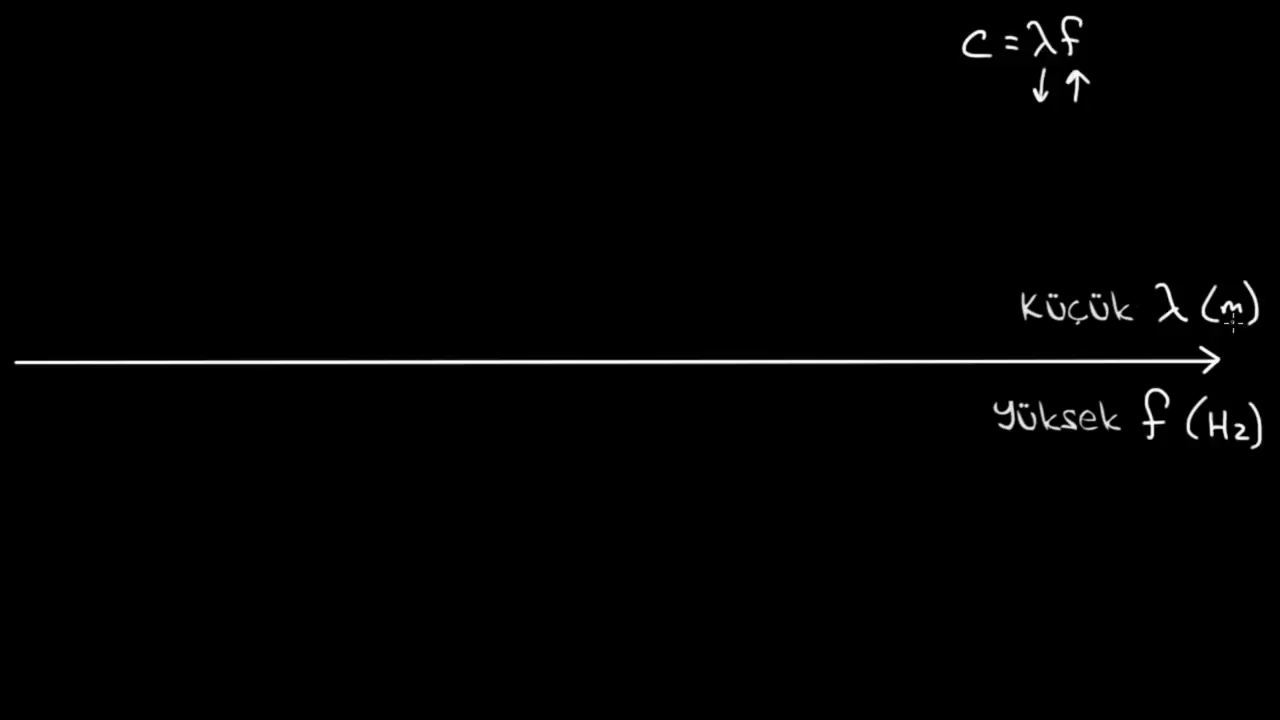 c = λf
↓ ↑
Küçük λ (m)
yüksek f (Hz)